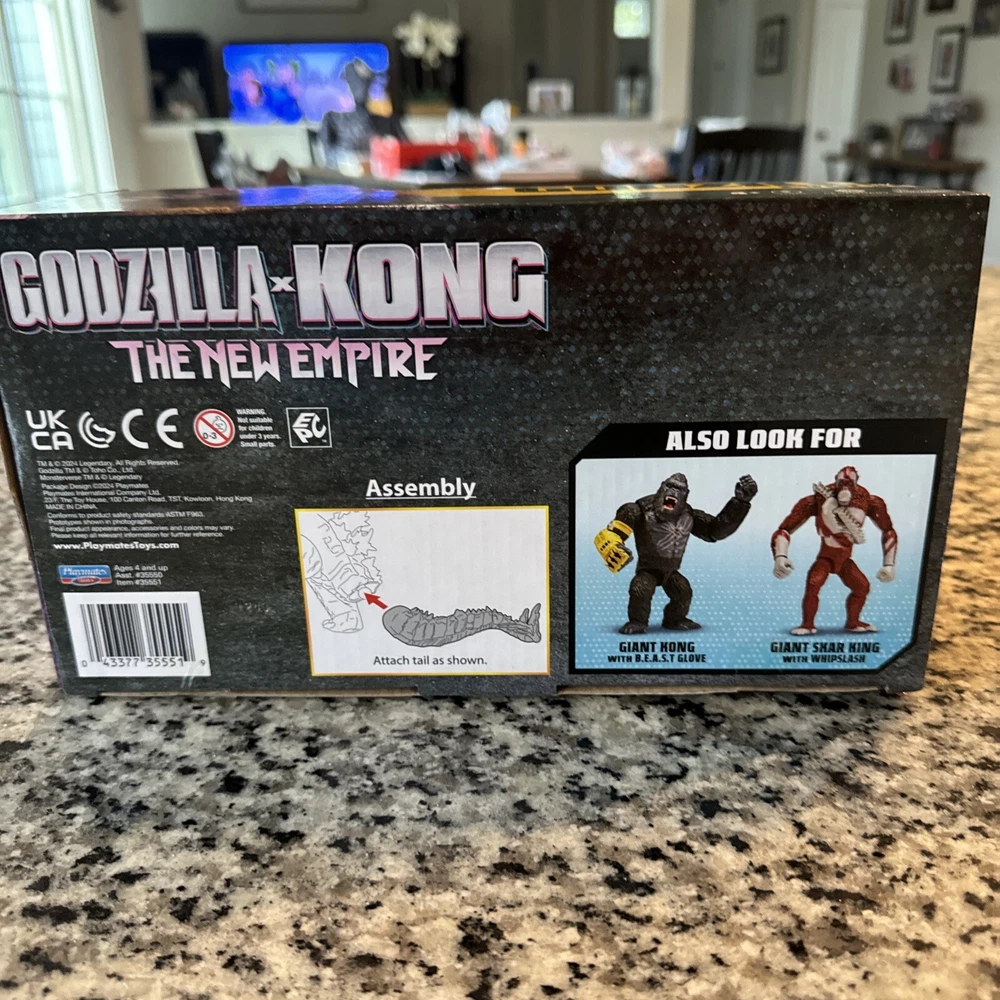 GODZILLA x KONG
THE NEW EMPIRE
UK
CA
CE
0-3
WARNING.
Not suitable
for children
under 3 years.
Small parts.
EC
PC
TM & © 2024 Legendary. All Rights Reserved.
Godzilla TM & © Toho Co., Ltd.
Monsterverse TM & © Legendary
Package Design ©2024 Playmates
Playmates International Company Ltd.
23/F. The Toy House, 100 Canton Road, TST, Kowloon, Hong Kong
MADE IN CHINA.
Conforms to product safety standards ASTM F963.
Prototypes shown in photographs.
Final product appearance, accessories and colors may vary.
Please keep all relevant information for further reference.
www.PlaymatesToys.com
Playmates
Ages 4 and up
Asst. #35550
Item #35551
0 43377 35551 9
Assembly
Attach tail as shown.
ALSO LOOK FOR
GIANT KONG
WITH B.E.A.S.T GLOVE
GIANT SKAR KING
WITH WHIPSLASH